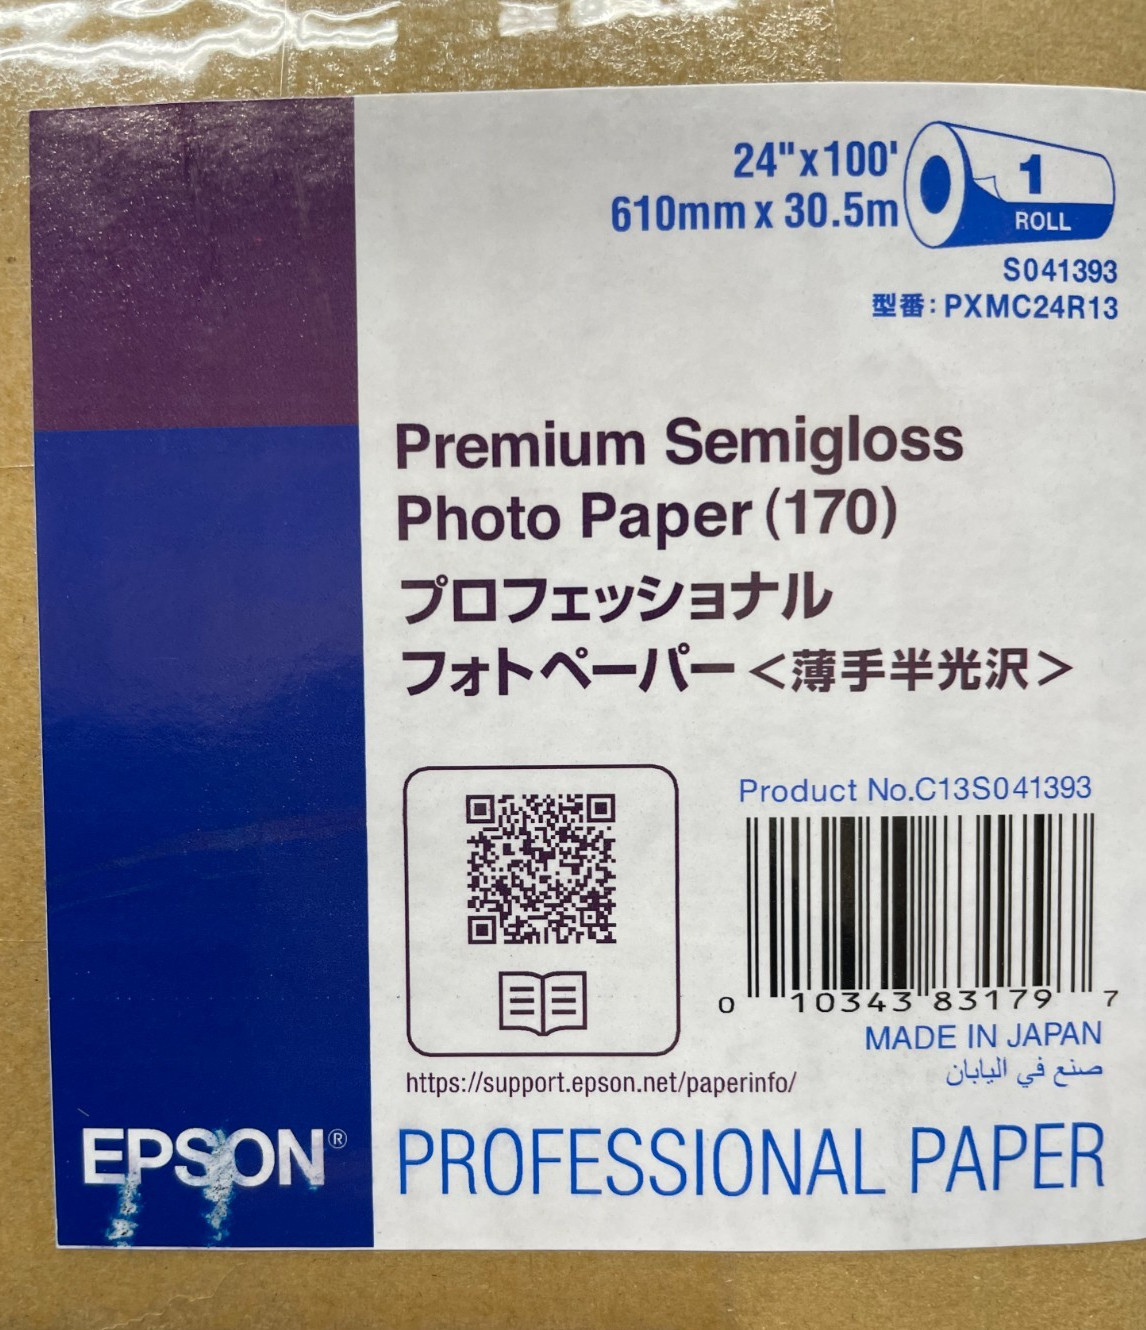 24"x100'
610mm x 30.5m
1
ROLL
S041393
型番：PXMC24R13
Premium Semigloss
Photo Paper (170)
プロフェッショナル
フォトペーパー＜薄手半光沢＞
Product No.C13S041393
0 10343 83179 7
MADE IN JAPAN
صنع في اليابان
https://support.epson.net/paperinfo/
EPSON®
PROFESSIONAL PAPER